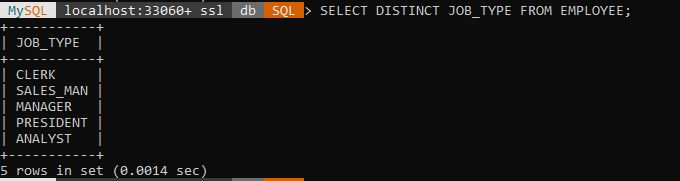 MySQL localhost:33060+ ssl db SQL > SELECT DISTINCT JOB_TYPE FROM EMPLOYEE;
+-----------+
| JOB_TYPE  |
+-----------+
| CLERK     |
| SALES_MAN |
| MANAGER   |
| PRESIDENT |
| ANALYST   |
+-----------+
5 rows in set (0.0014 sec)